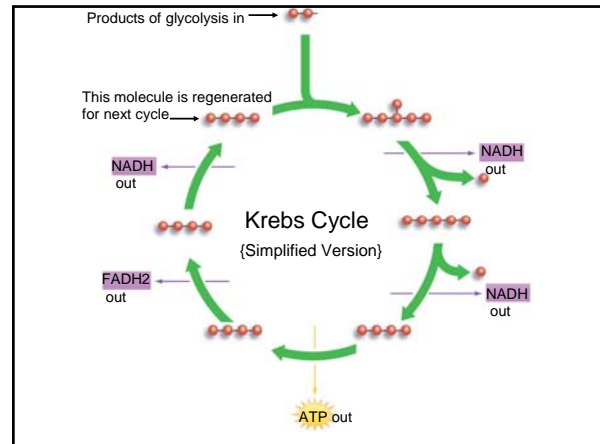 Products of glycolysis in
This molecule is regenerated
for next cycle
NADH
out
NADH
out
Krebs Cycle
{Simplified Version}
FADH2
out
NADH
out
ATP out